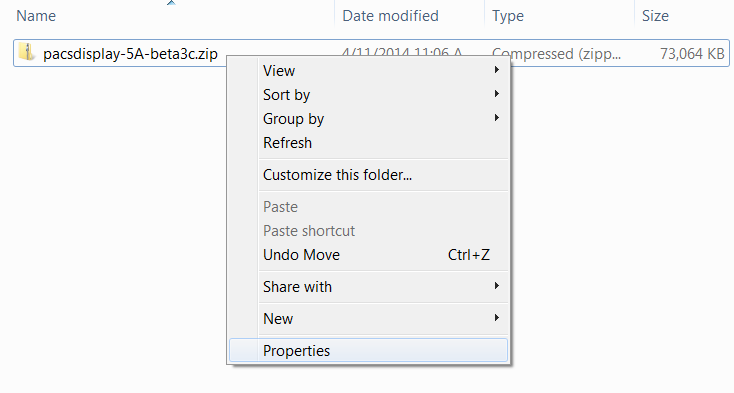 Name Date modified Type Size
pacsdisplay-5A-beta3c.zip 4/11/2014 11:06 A Compressed (zipp... 73,064 KB
View
Sort by
Group by
Refresh
Customize this folder...
Paste
Paste shortcut
Undo Move Ctrl+Z
Share with
New
Properties